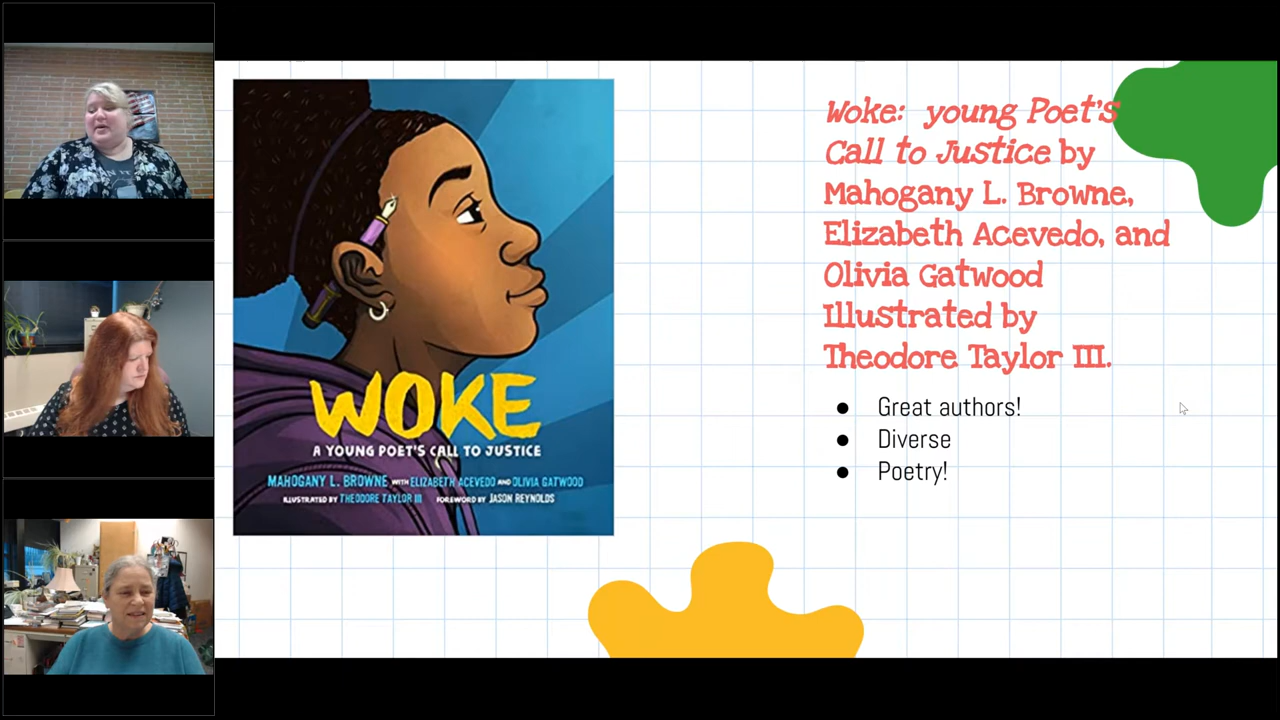 WOKE
A YOUNG POET'S CALL TO JUSTICE
MAHOGANY L. BROWNE WITH ELIZABETH ACEVEDO AND OLIVIA GATWOOD
ILLUSTRATED BY THEODORE TAYLOR III FOREWORD BY JASON REYNOLDS
Woke: young Poet's
Call to Justice by
Mahogany L. Browne,
Elizabeth Acevedo, and
Olivia Gatwood
Illustrated by
Theodore Taylor III.
● Great authors!
● Diverse
● Poetry!